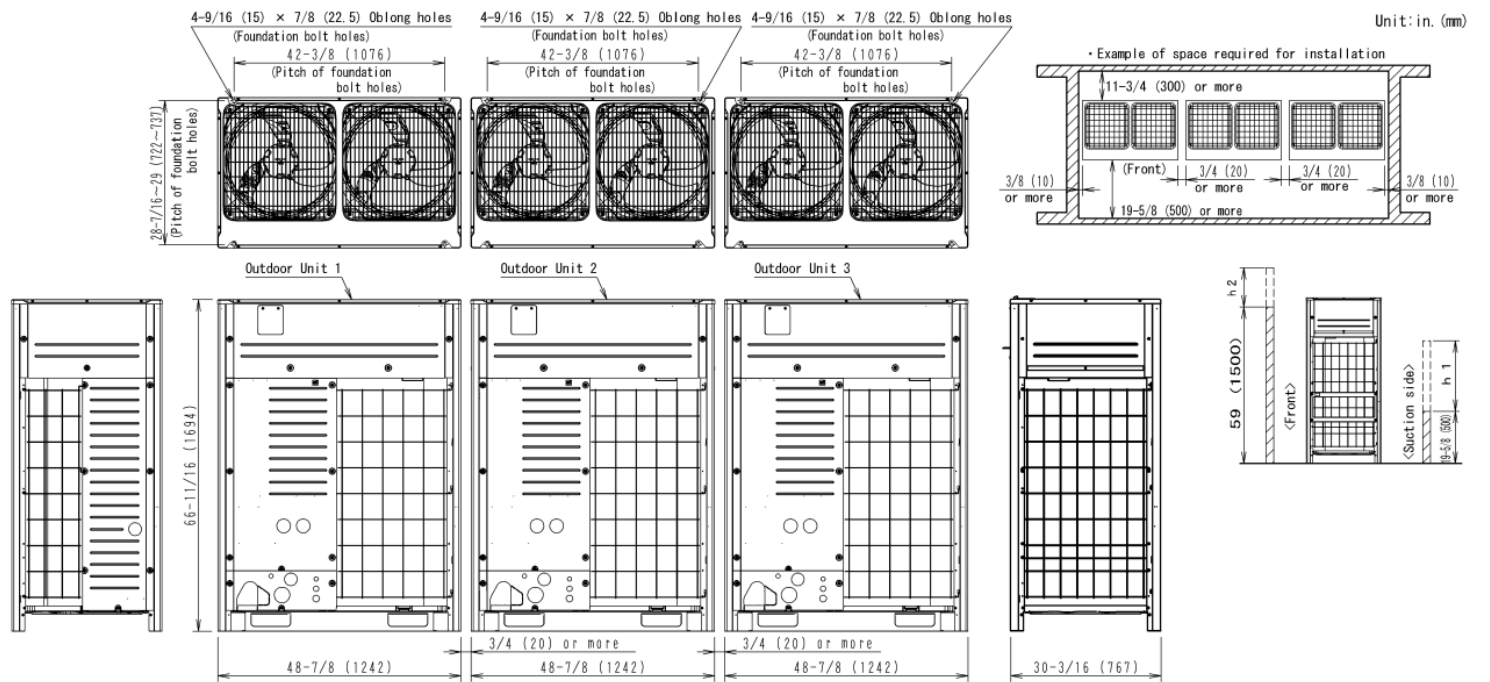 4-9/16 (15) × 7/8 (22.5) Oblong holes
(Foundation bolt holes)
42-3/8 (1076)
(Pitch of foundation
bolt holes)
4-9/16 (15) × 7/8 (22.5) Oblong holes
(Foundation bolt holes)
42-3/8 (1076)
(Pitch of foundation
bolt holes)
4-9/16 (15) × 7/8 (22.5) Oblong holes
(Foundation bolt holes)
42-3/8 (1076)
(Pitch of foundation
bolt holes)
Unit:in. (mm)
・Example of space required for installation
11-3/4 (300) or more
(Front)
3/4 (20)
or more
3/4 (20)
or more
3/8 (10)
or more
3/8 (10)
or more
19-5/8 (500) or more
28-7/16~29 (722~737)
(Pitch of foundation
bolt holes)
Outdoor Unit 1
Outdoor Unit 2
Outdoor Unit 3
66-11/16 (1694)
h2
59 (1500)
<Front>
<Suction side>
h1
19-5/8 (500)
3/4 (20) or more
3/4 (20) or more
48-7/8 (1242)
48-7/8 (1242)
48-7/8 (1242)
30-3/16 (767)